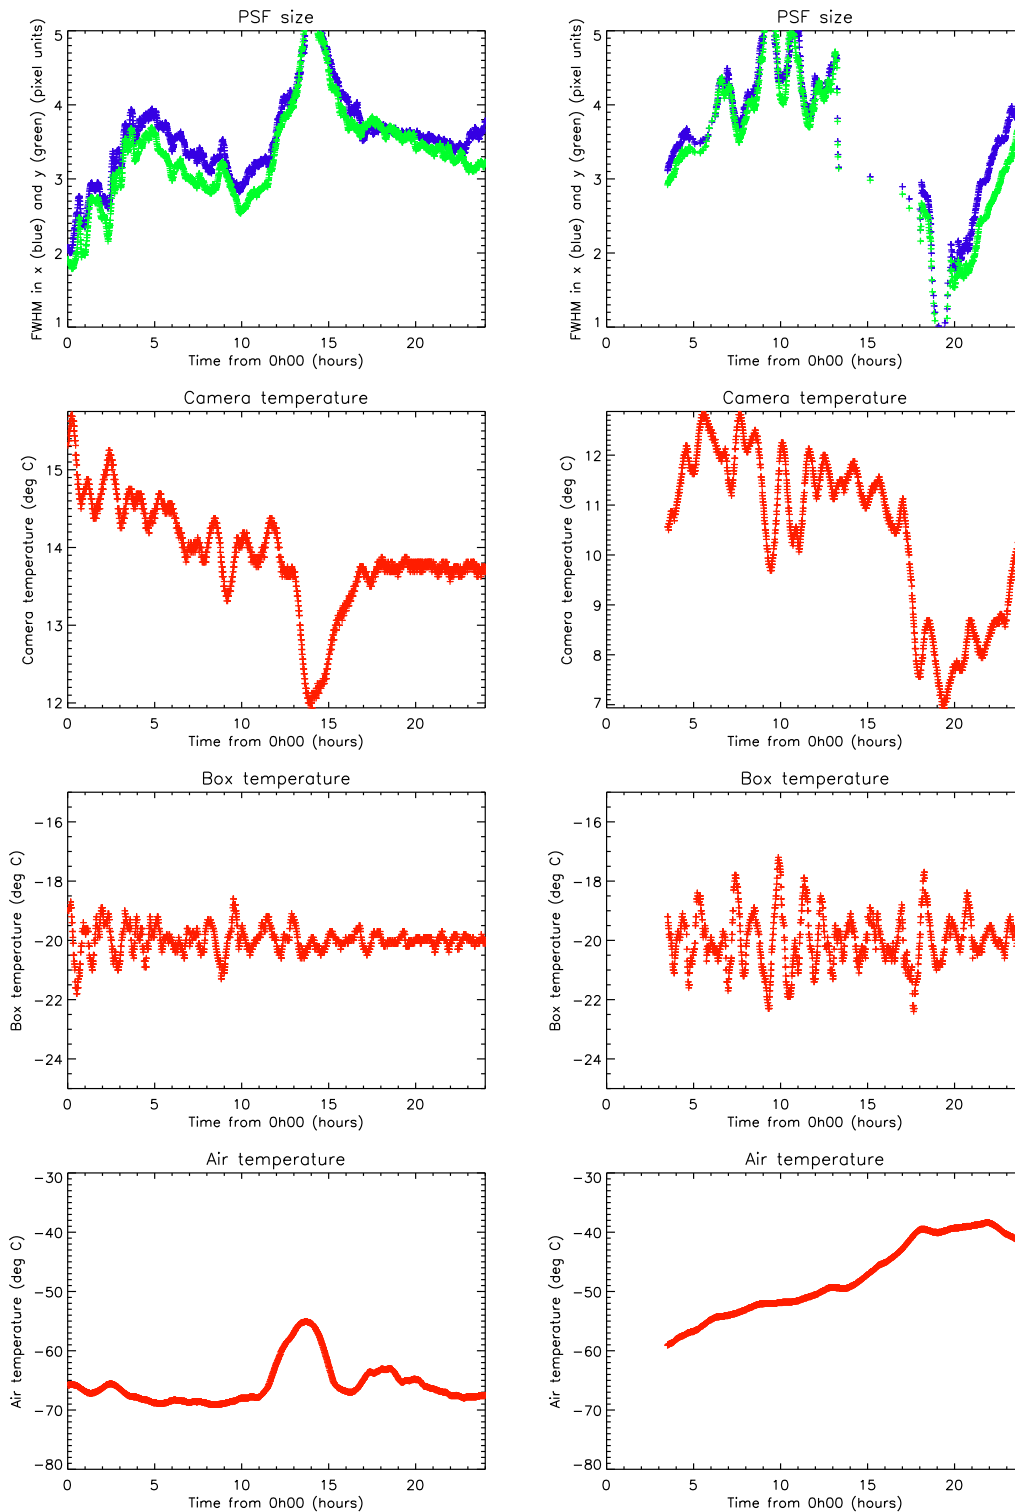 PSF size
PSF size
FWHM in x (blue) and y (green) (pixel units)
5
4
3
2
1
0 5 10 15 20
Time from 0h00 (hours)
FWHM in x (blue) and y (green) (pixel units)
5
4
3
2
1
0 5 10 15 20
Time from 0h00 (hours)
Camera temperature
Camera temperature
Camera temperature (deg C)
15
14
13
12
0 5 10 15 20
Time from 0h00 (hours)
Camera temperature (deg C)
12
11
10
9
8
7
0 5 10 15 20
Time from 0h00 (hours)
Box temperature
Box temperature
Box temperature (deg C)
-16
-18
-20
-22
-24
0 5 10 15 20
Time from 0h00 (hours)
Box temperature (deg C)
-16
-18
-20
-22
-24
0 5 10 15 20
Time from 0h00 (hours)
Air temperature
Air temperature
Air temperature (deg C)
-30
-40
-50
-60
-70
-80
0 5 10 15 20
Time from 0h00 (hours)
Air temperature (deg C)
-30
-40
-50
-60
-70
-80
0 5 10 15 20
Time from 0h00 (hours)